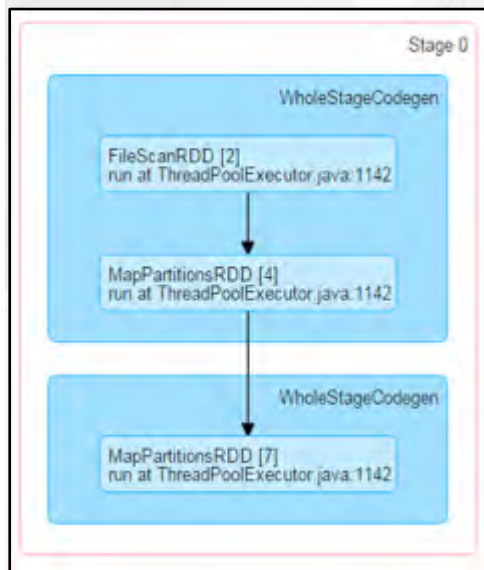 Stage 0
WholeStageCodegen
FileScanRDD [2]
run at ThreadPoolExecutor.java:1142
MapPartitionsRDD [4]
run at ThreadPoolExecutor.java:1142
WholeStageCodegen
MapPartitionsRDD [7]
run at ThreadPoolExecutor.java:1142